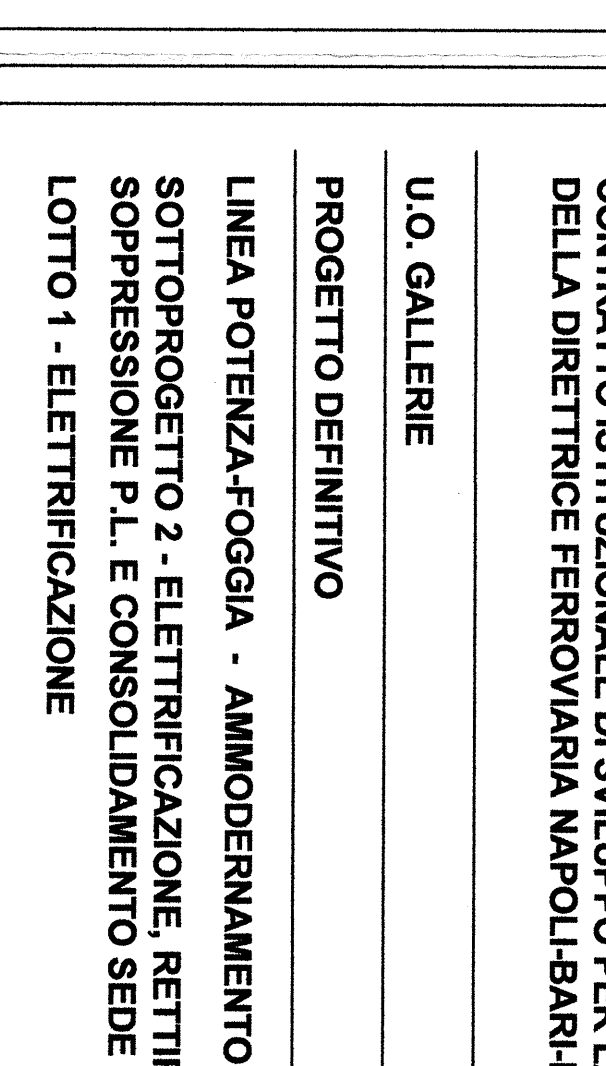 DELLA DIRETTRICE FERROVIARIA NAPOLI-BARI-
U.O. GALLERIE
PROGETTO DEFINITIVO
LINEA POTENZA-FOGGIA - AMMODERNAMENTO
SOTTOPROGETTO 2 - ELETTRIFICAZIONE,
SOPPRESSIONE P.L. E CONSOLIDAMENTO SEDE
LOTTO 1 - ELETTRIFICAZIONE